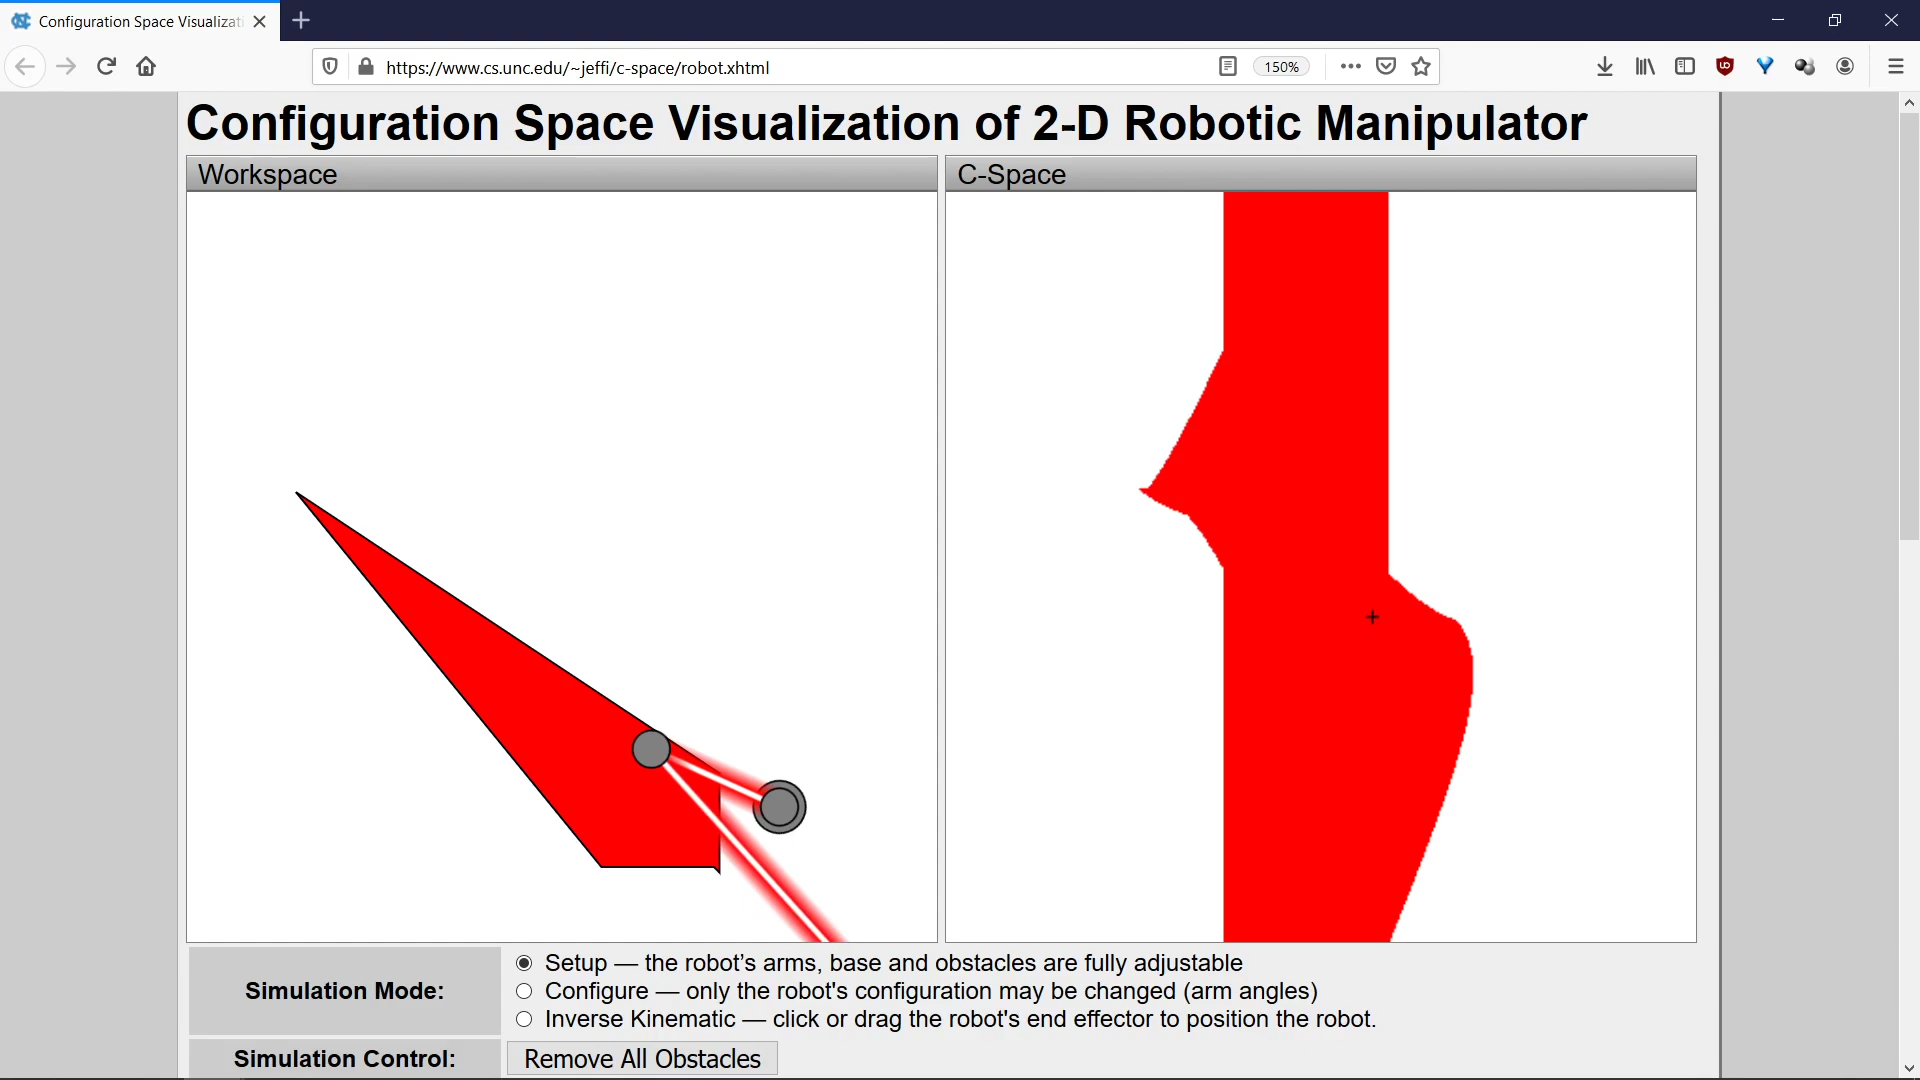 Configuration Space Visualizati
https://www.cs.unc.edu/~jeffi/c-space/robot.xhtml
150%
Configuration Space Visualization of 2-D Robotic Manipulator
Workspace
C-Space
Simulation Mode:
Setup — the robot's arms, base and obstacles are fully adjustable
Configure — only the robot's configuration may be changed (arm angles)
Inverse Kinematic — click or drag the robot's end effector to position the robot.
Simulation Control:
Remove All Obstacles